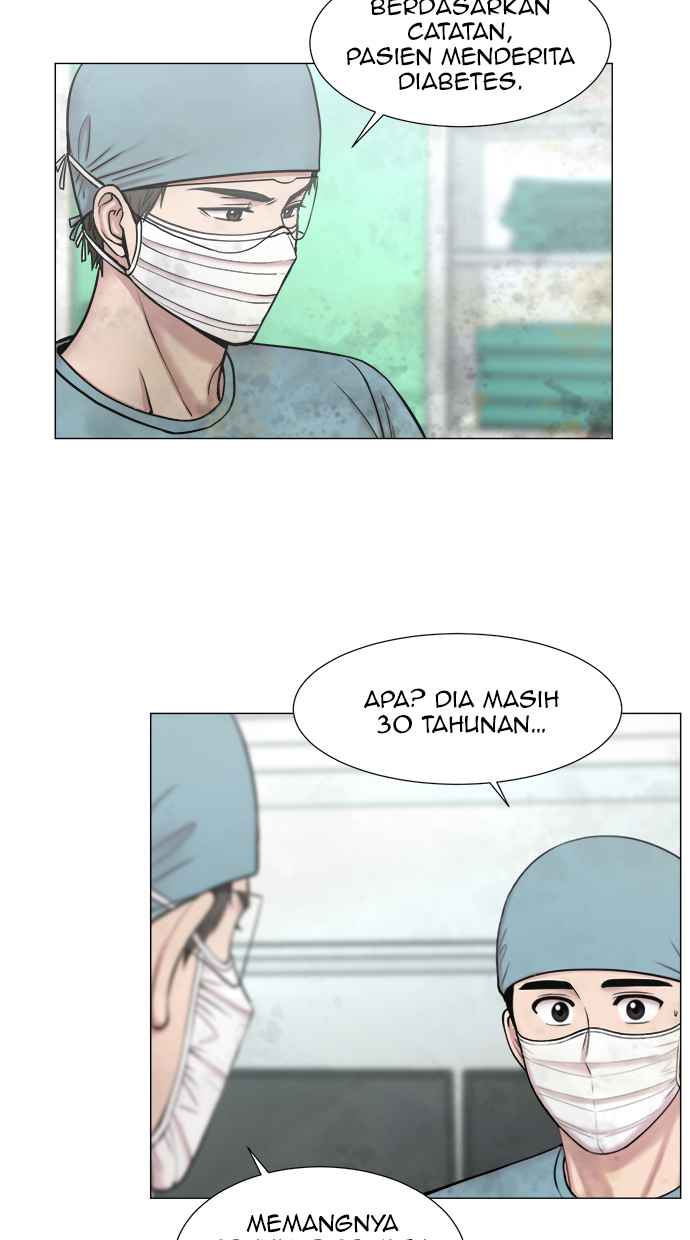 BERDASARKAN
CATATAN,
PASIEN MENDERITA
DIABETES.
APA? DIA MASIH
30 TAHUNAN...
MEMANGNYA